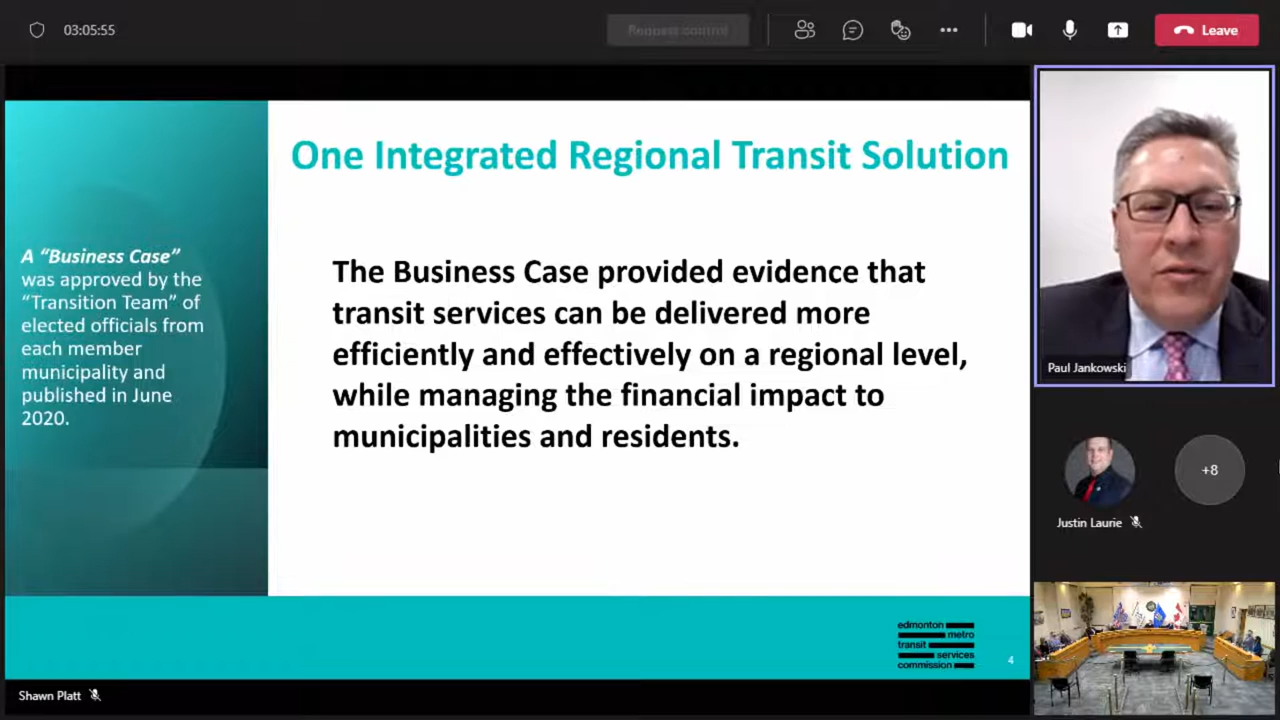 03:05:55
Request control
Leave
One Integrated Regional Transit Solution
A “Business Case”
was approved by the
“Transition Team” of
elected officials from
each member
municipality and
published in June
2020.
The Business Case provided evidence that
transit services can be delivered more
efficiently and effectively on a regional level,
while managing the financial impact to
municipalities and residents.
edmonton
metro
transit
services
commission
4
Shawn Platt
Paul Jankowski
+8
Justin Laurie